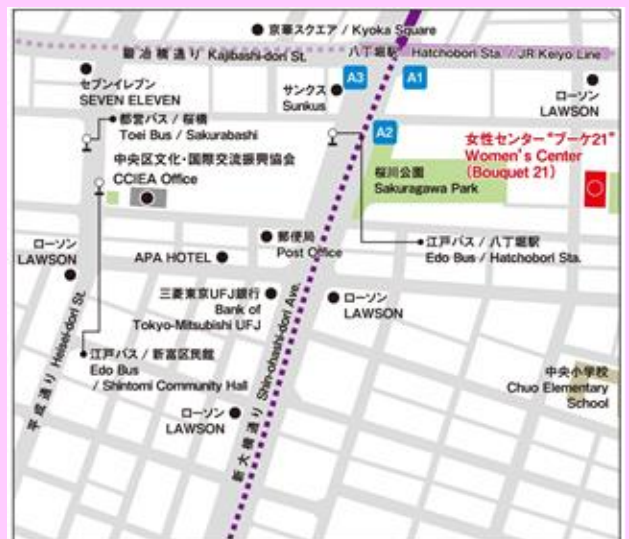 京華スクエア / Kyoka Square
鍛冶橋通り Kajibashi-dori St.
八丁堀駅 Hatchobori Sta. / JR Keiyo Line
セブンイレブン
SEVEN ELEVEN
サンクス
Sunkus
A3
A1
ローソン
LAWSON
都営バス / 桜橋
Toei Bus / Sakurabashi
A2
女性センター"ブーケ21"
Women's Center
(Bouquet 21)
中央区文化・国際交流振興協会
CCIEA Office
桜川公園
Sakuragawa Park
ローソン
LAWSON
郵便局
Post Office
APA HOTEL
江戸バス / 八丁堀駅
Edo Bus / Hatchobori Sta.
三菱東京UFJ銀行
Bank of
Tokyo-Mitsubishi UFJ
ローソン
LAWSON
平成通り Heisei-dori St.
新大橋通り Shin-ohashi-dori Ave.
江戸バス / 新富区民館
Edo Bus
/ Shintomi Community Hall
中央小学校
Chuo Elementary
School
ローソン
LAWSON